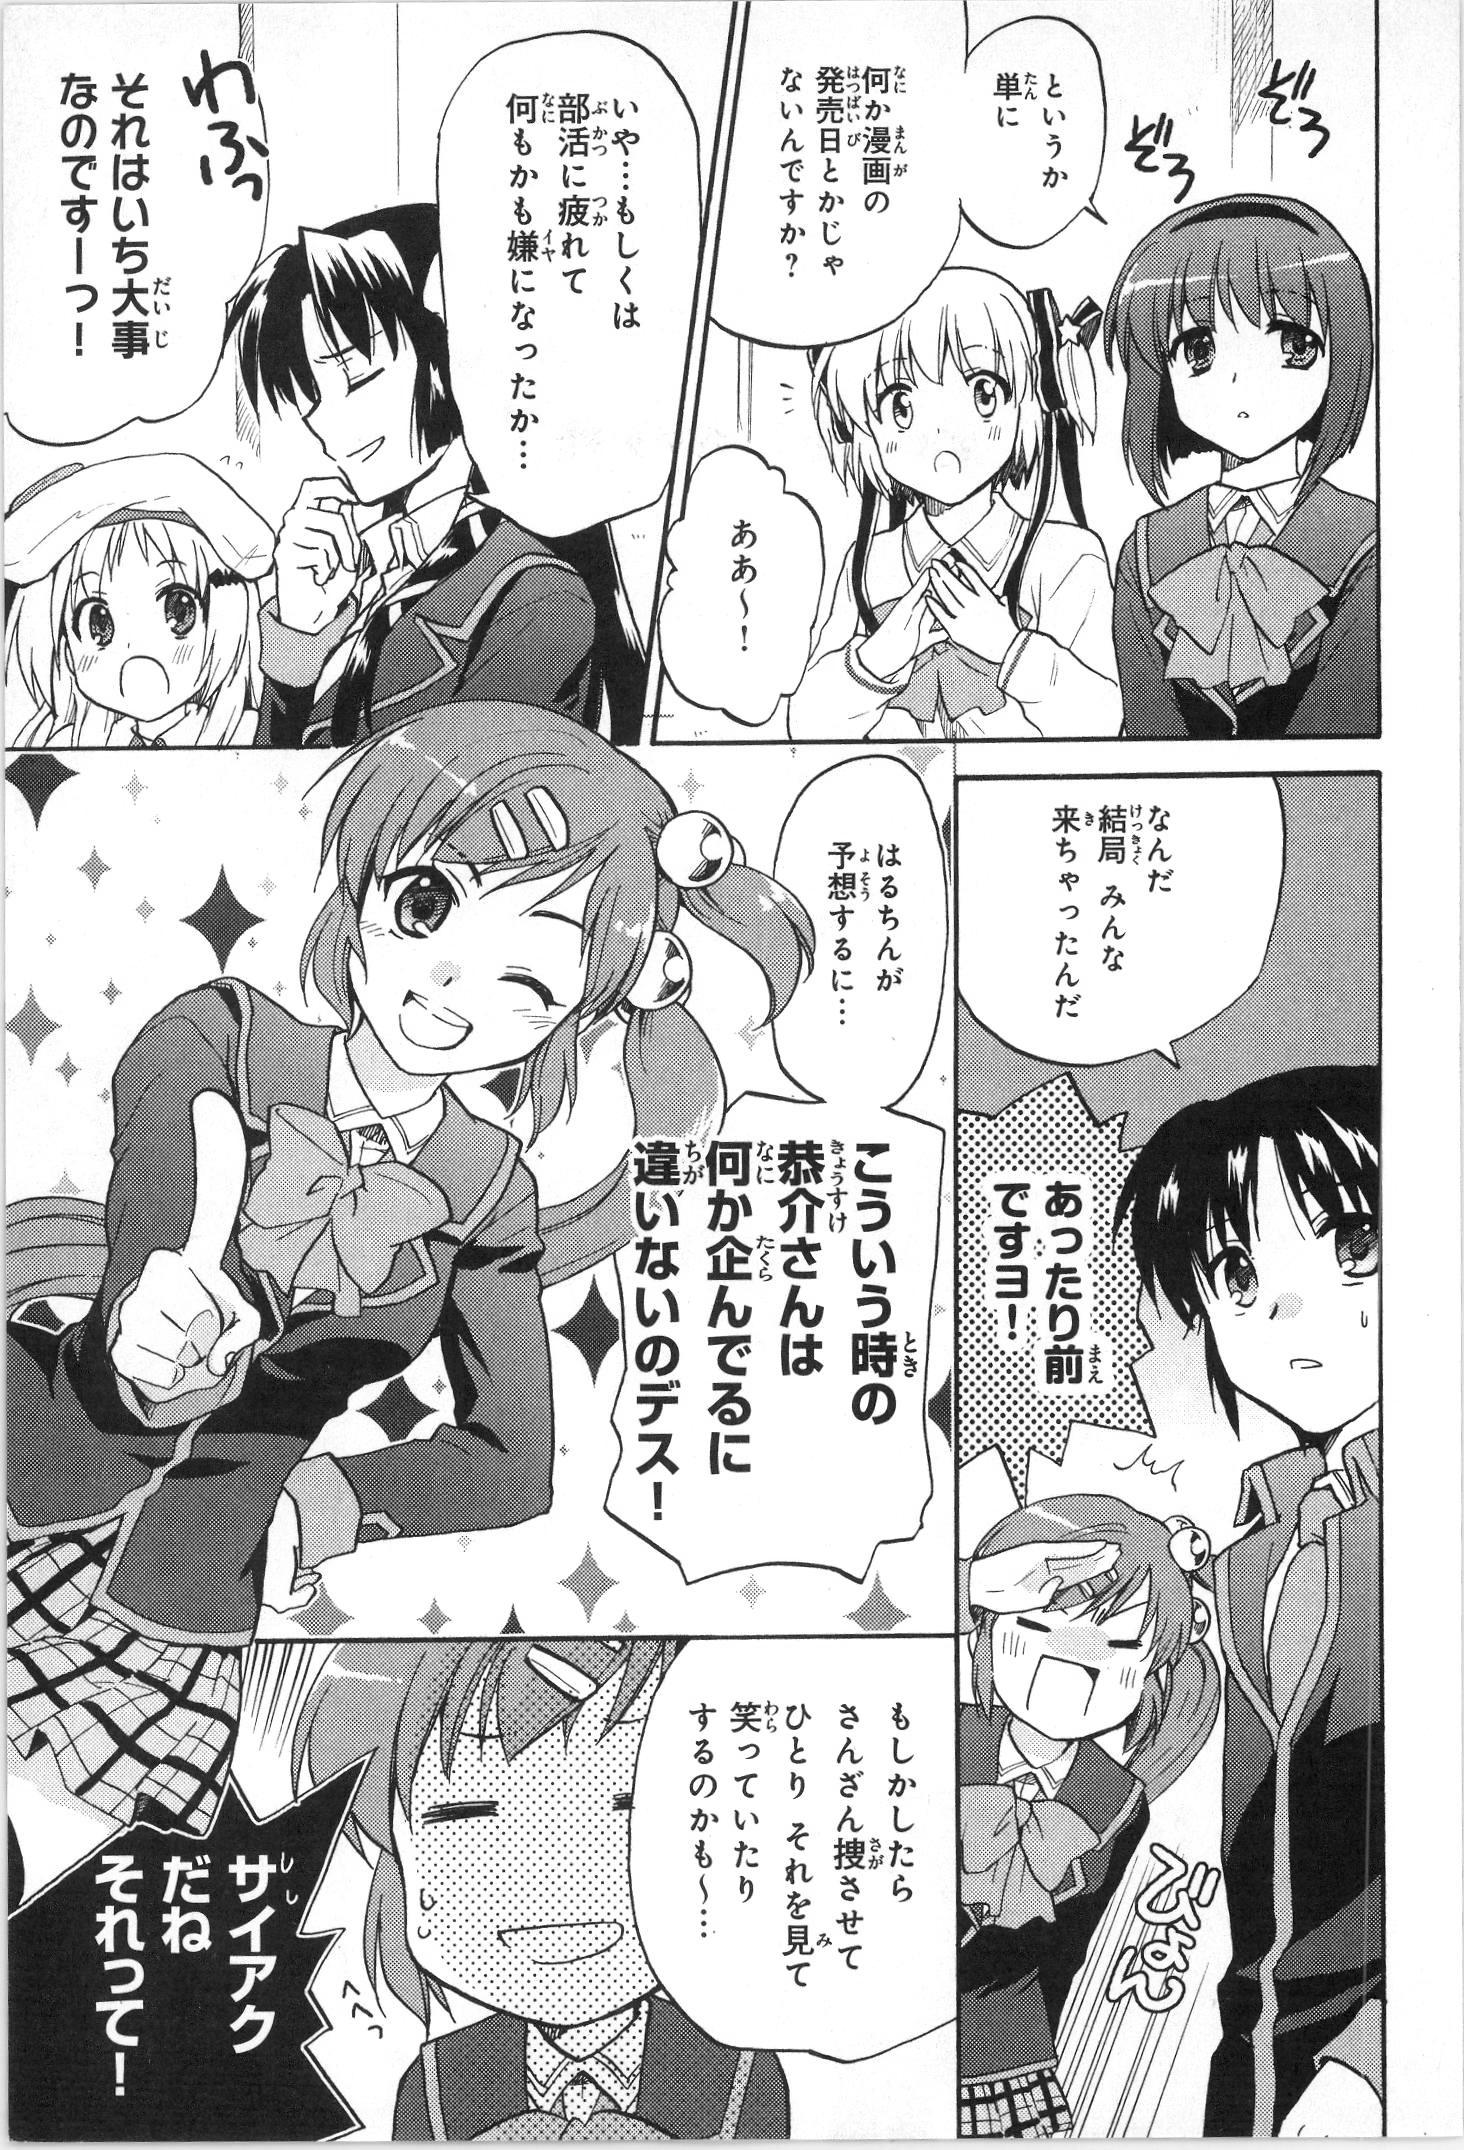 ぞろ
ぞろ
というか
単に
何か漫画の
発売日とかじゃ
ないんですか？
ああ〜！
いや…もしくは
部活に疲れて
何もかも嫌になったか…
わふっ
それはいち大事
なのですーっ！
なんだ
結局 みんな
来ちゃったんだ
あったり前
ですヨ！
びょん
はるちんが
予想するに…
こういう時の
恭介さんは
何か企んでるに
違いないのデス！
もしかしたら
さんざん捜させて
ひとり それを見て
笑っていたり
するのかも〜…
へへっ
サイアク
だね
それって！